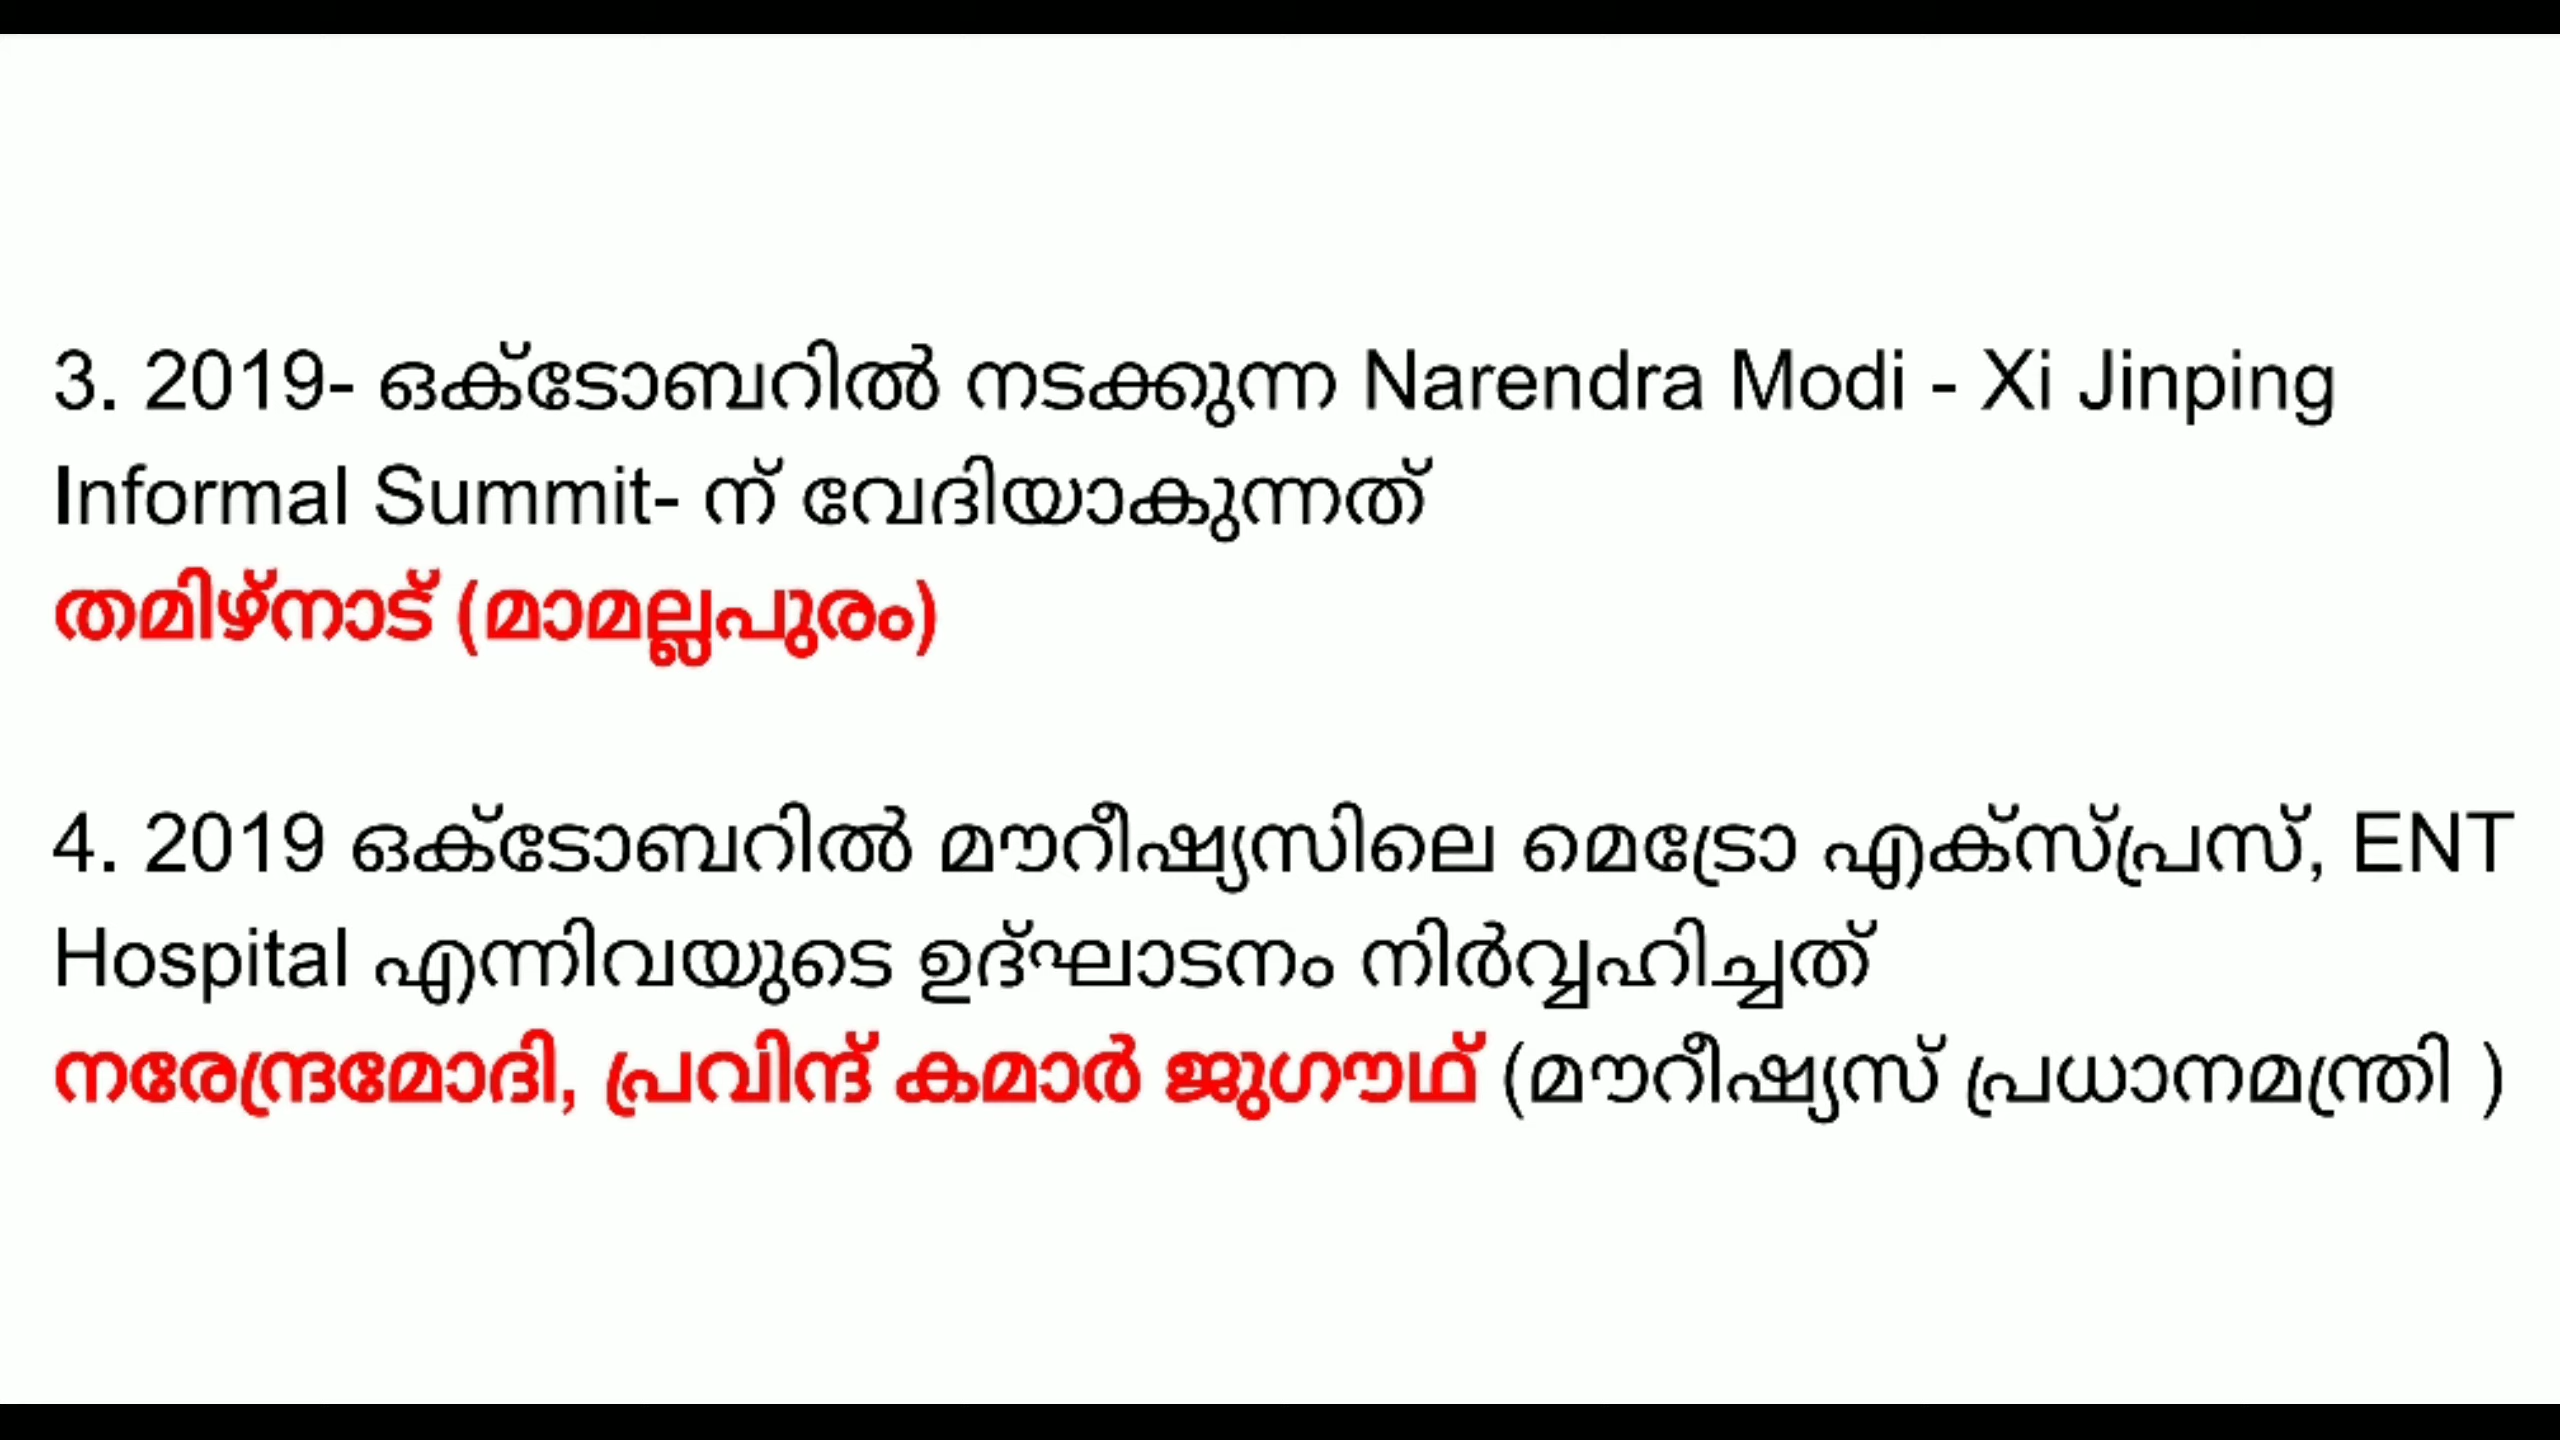 3. 2019- ഒക്ടോബറിൽ നടക്കുന്ന Narendra Modi - Xi Jinping
Informal Summit- ന് വേദിയാകുന്നത്
തമിഴ്നാട് (മാമല്ലപുരം)
4. 2019 ഒക്ടോബറിൽ മൗറീഷ്യസിലെ മെട്രോ എക്സ്പ്രസ്, ENT
Hospital എന്നിവയുടെ ഉദ്ഘാടനം നിർവ്വഹിച്ചത്
നരേന്ദ്രമോദി, പ്രവിന്ദ് കമാർ ജുഗൗഥ് (മൗറീഷ്യസ് പ്രധാനമന്ത്രി )